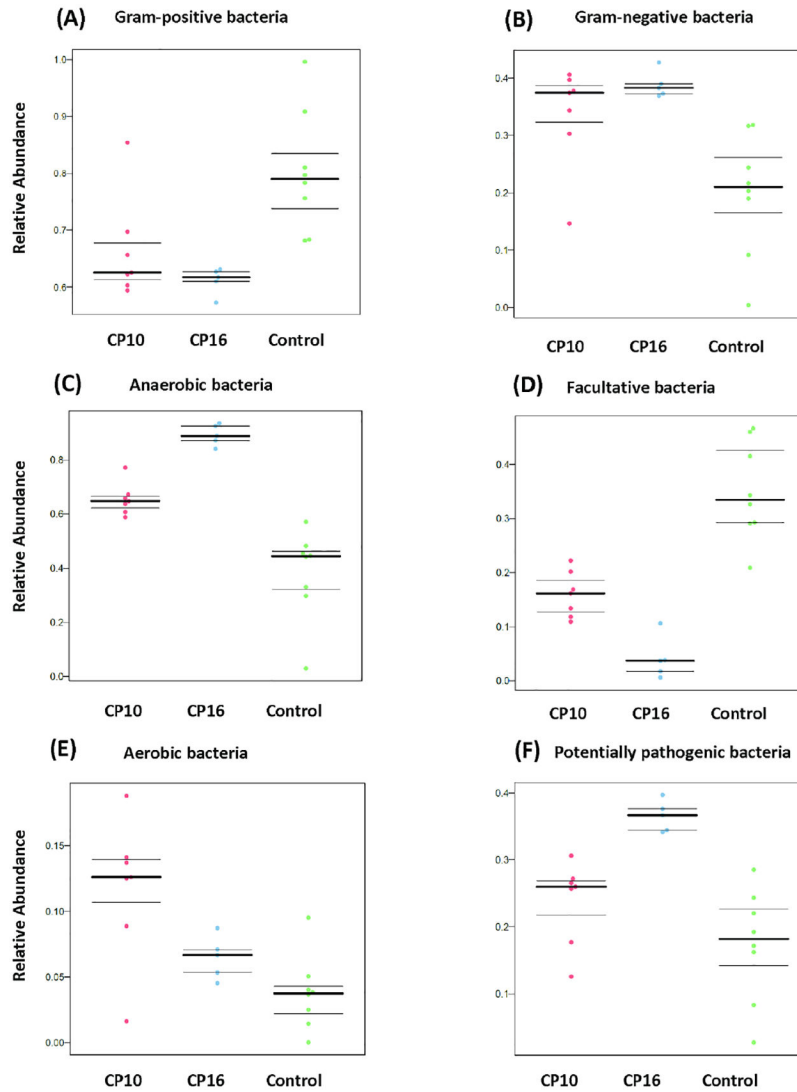 (A) Gram-positive bacteria
1.0
0.9
0.8
0.7
0.6
Relative Abundance
CP10 CP16 Control
(B) Gram-negative bacteria
0.4
0.3
0.2
0.1
0.0
CP10 CP16 Control
(C) Anaerobic bacteria
0.8
0.6
0.4
0.2
0.0
Relative Abundance
CP10 CP16 Control
(D) Facultative bacteria
0.4
0.3
0.2
0.1
0.0
CP10 CP16 Control
(E) Aerobic bacteria
0.15
0.10
0.05
0.00
Relative Abundance
CP10 CP16 Control
(F) Potentially pathogenic bacteria
0.4
0.3
0.2
0.1
CP10 CP16 Control